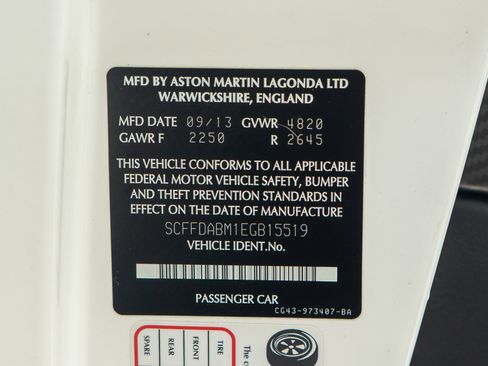 MFD BY ASTON MARTIN LAGONDA LTD
WARWICKSHIRE, ENGLAND
MFD DATE 09/13 GVWR 4820
GAWR F 2250 R 2645
THIS VEHICLE CONFORMS TO ALL APPLICABLE
FEDERAL MOTOR VEHICLE SAFETY, BUMPER
AND THEFT PREVENTION STANDARDS IN
EFFECT ON THE DATE OF MANUFACTURE
SCFFDABM1EGB15519
VEHICLE IDENT.No.
PASSENGER CAR
CG43-973407-BA
TIRE
FRONT
REAR
SPARE